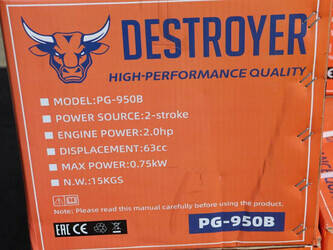 DESTROYER
HIGH-PERFORMANCE QUALITY
MODEL:PG-950B
POWER SOURCE:2-stroke
ENGINE POWER:2.0hp
DISPLACEMENT:63cc
MAX POWER:0.75kW
N.W.:15KGS
Note: Please read this manual carefully before using the product.
EAC CE
PG-950B